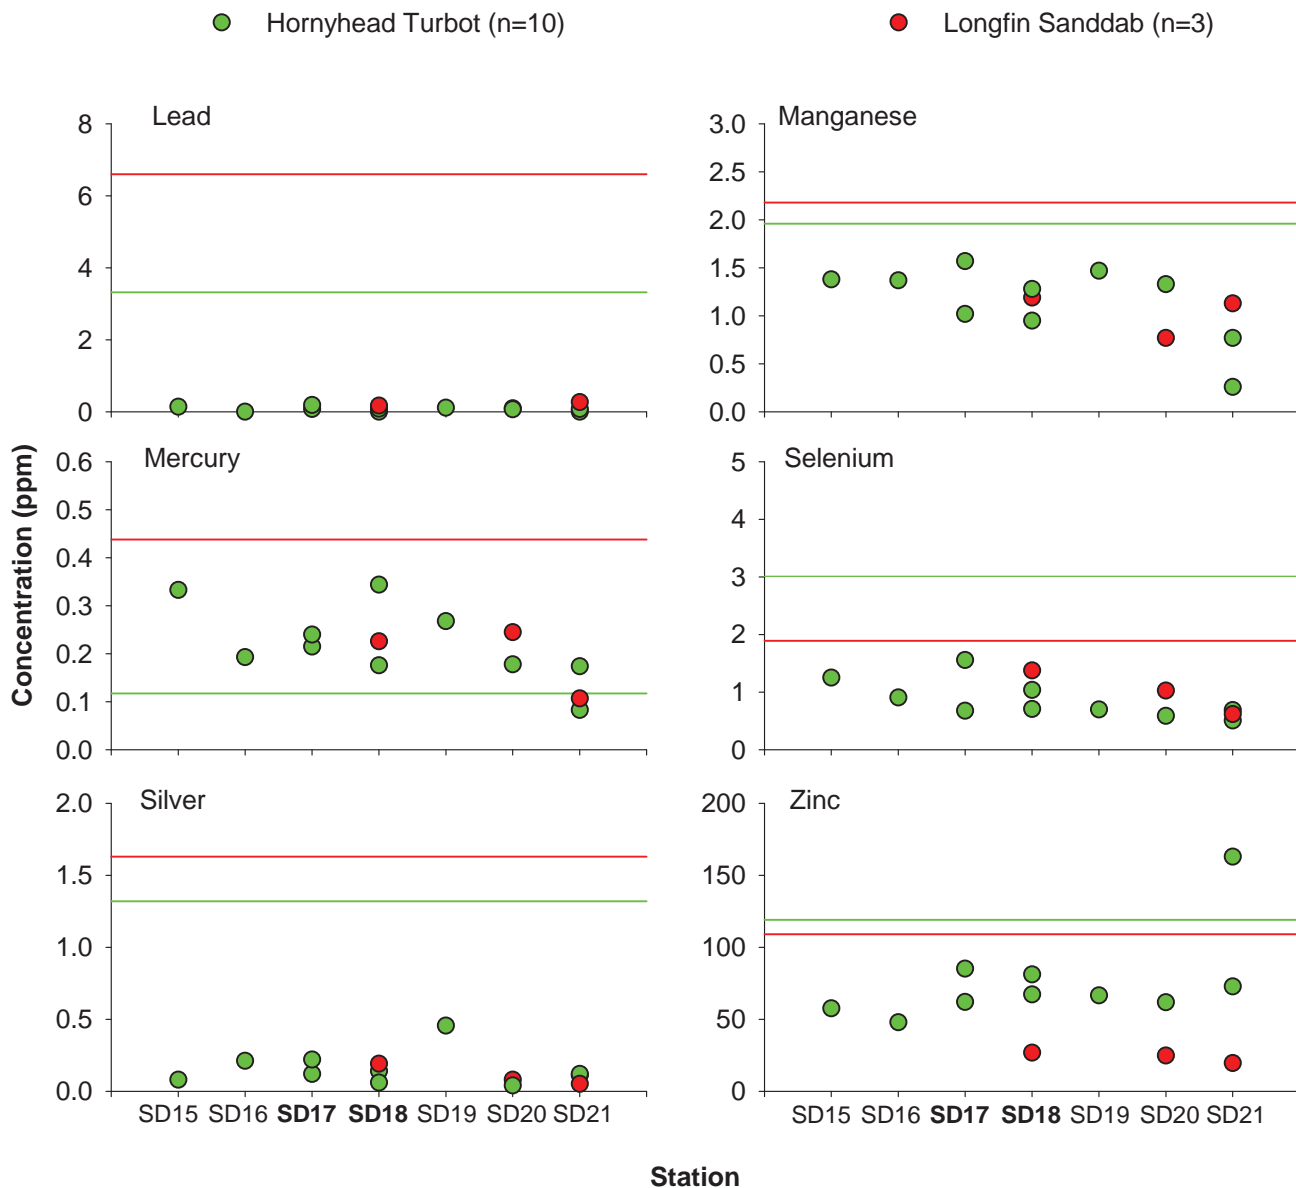 Hornyhead Turbot (n=10)
Longfin Sanddab (n=3)
Lead
8
6
4
2
0
Manganese
3.0
2.5
2.0
1.5
1.0
0.5
0.0
Concentration (ppm)
Mercury
0.6
0.5
0.4
0.3
0.2
0.1
0.0
Selenium
5
4
3
2
1
0
Silver
2.0
1.5
1.0
0.5
0.0
SD15 SD16 SD17 SD18 SD19 SD20 SD21
Zinc
200
150
100
50
0
SD15 SD16 SD17 SD18 SD19 SD20 SD21
Station